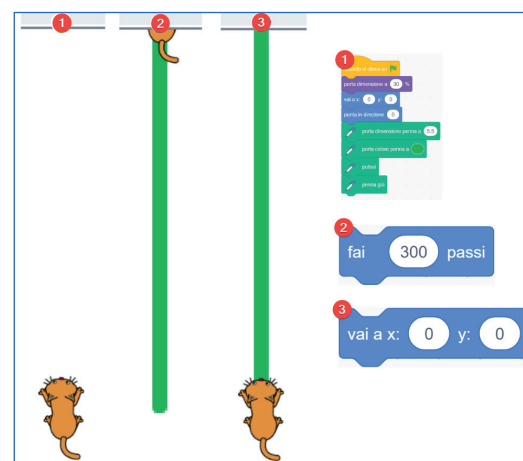 1
2
3
1
quando si clicca su
porta dimensione a 30 %
vai a x: 0 y: 0
punta in direzione 0
porta dimensione penna a 5.5
porta colore penna a
pulisci
penna giù
2
fai 300 passi
3
vai a x: 0 y: 0